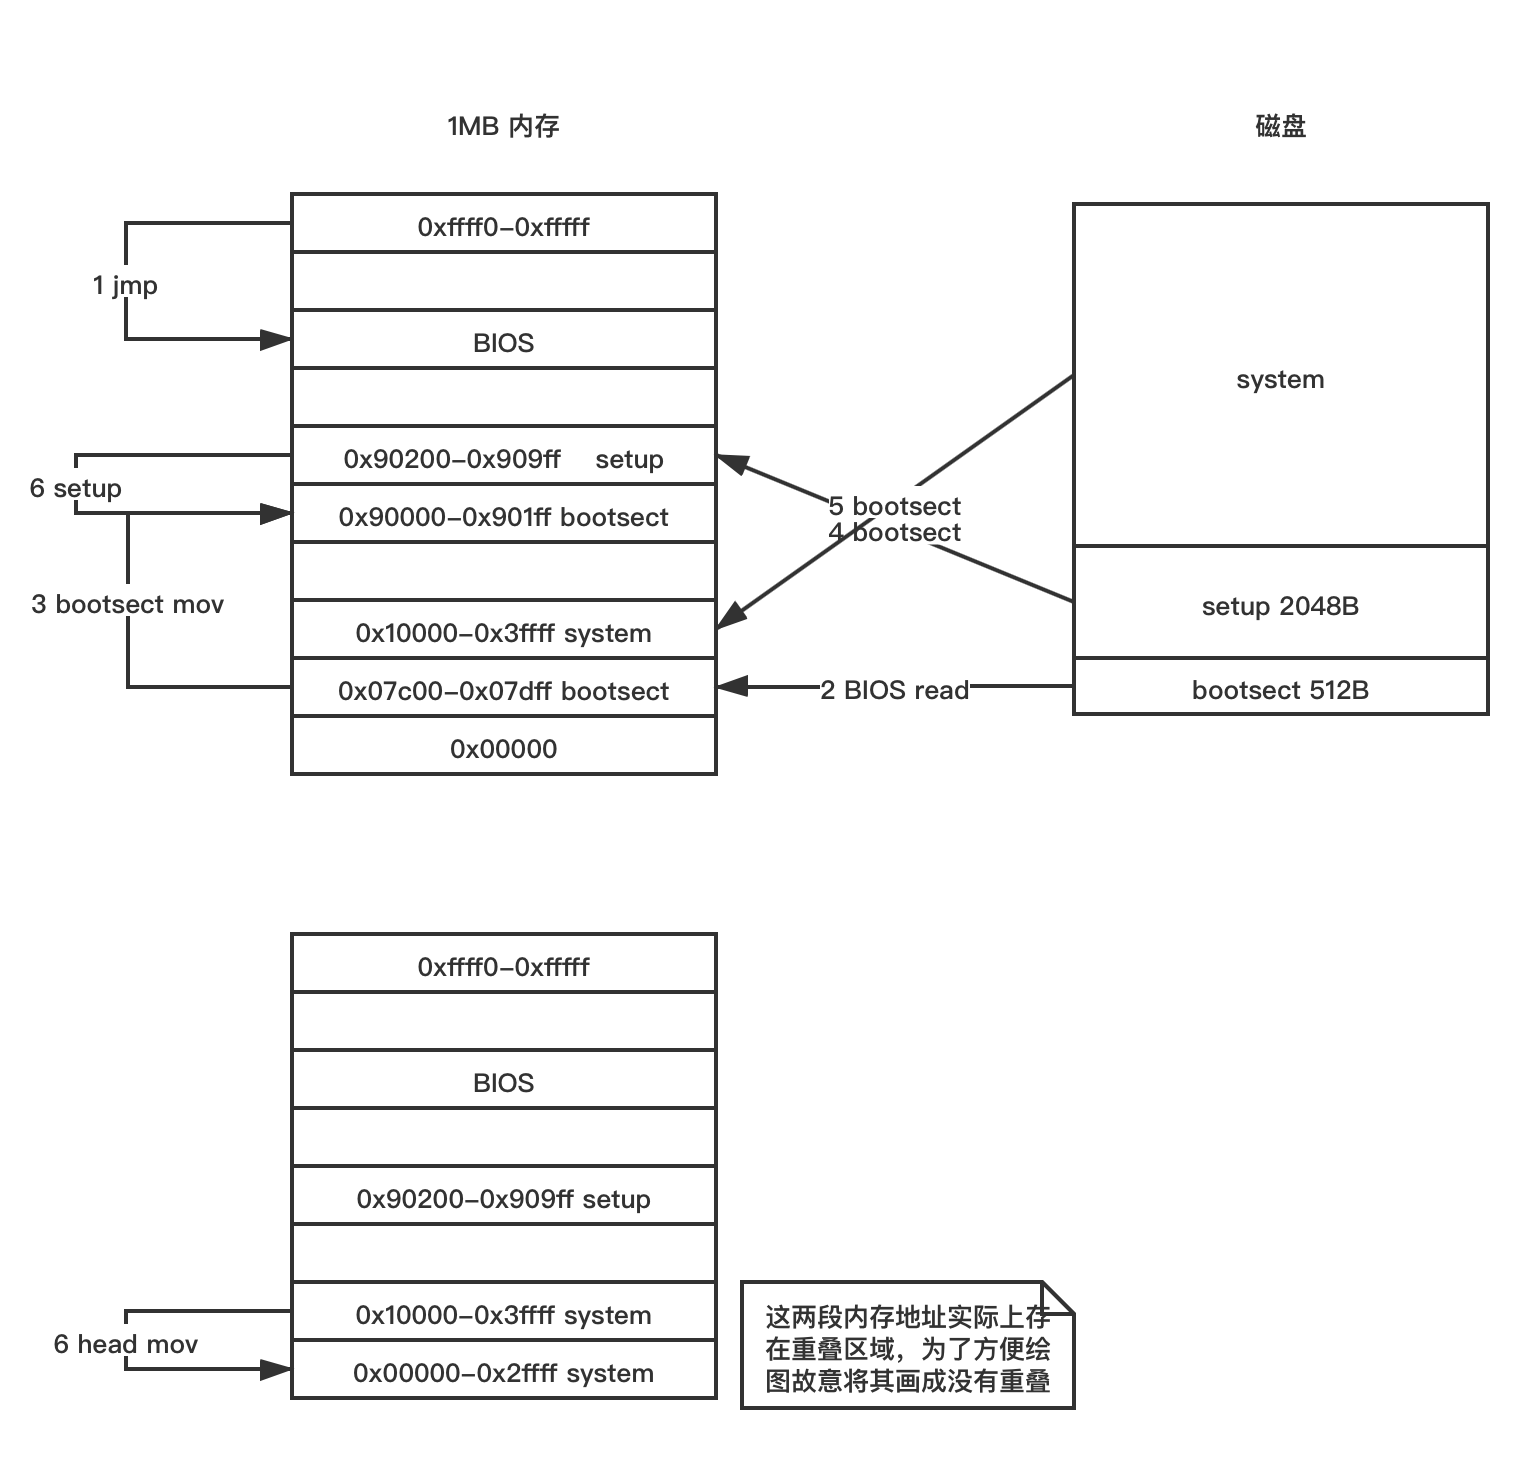 1MB 内存
磁盘
0xffff0-0xfffff
1 jmp
BIOS
system
0x90200-0x909ff setup
6 setup
0x90000-0x901ff bootsect
5 bootsect
4 bootsect
3 bootsect mov
setup 2048B
0x10000-0x3ffff system
0x07c00-0x07dff bootsect
2 BIOS read
bootsect 512B
0x00000
0xffff0-0xfffff
BIOS
0x90200-0x909ff setup
0x10000-0x3ffff system
6 head mov
0x00000-0x2ffff system
这两段内存地址实际上存
在重叠区域，为了方便绘
图故意将其画成没有重叠